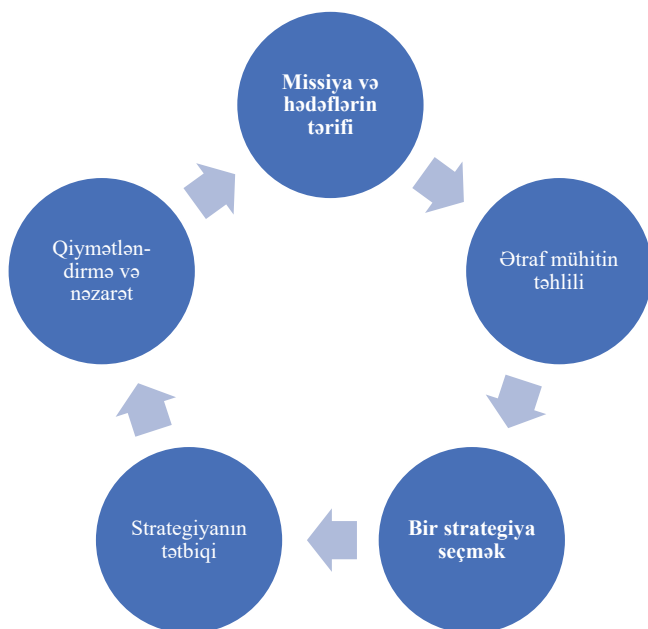 Missiya və
hədəflərin
tərifi
Ətraf mühitin
təhlili
Bir strategiya
seçmək
Strategiyanın
tətbiqi
Qiymətlən-
dirmə və
nəzarət